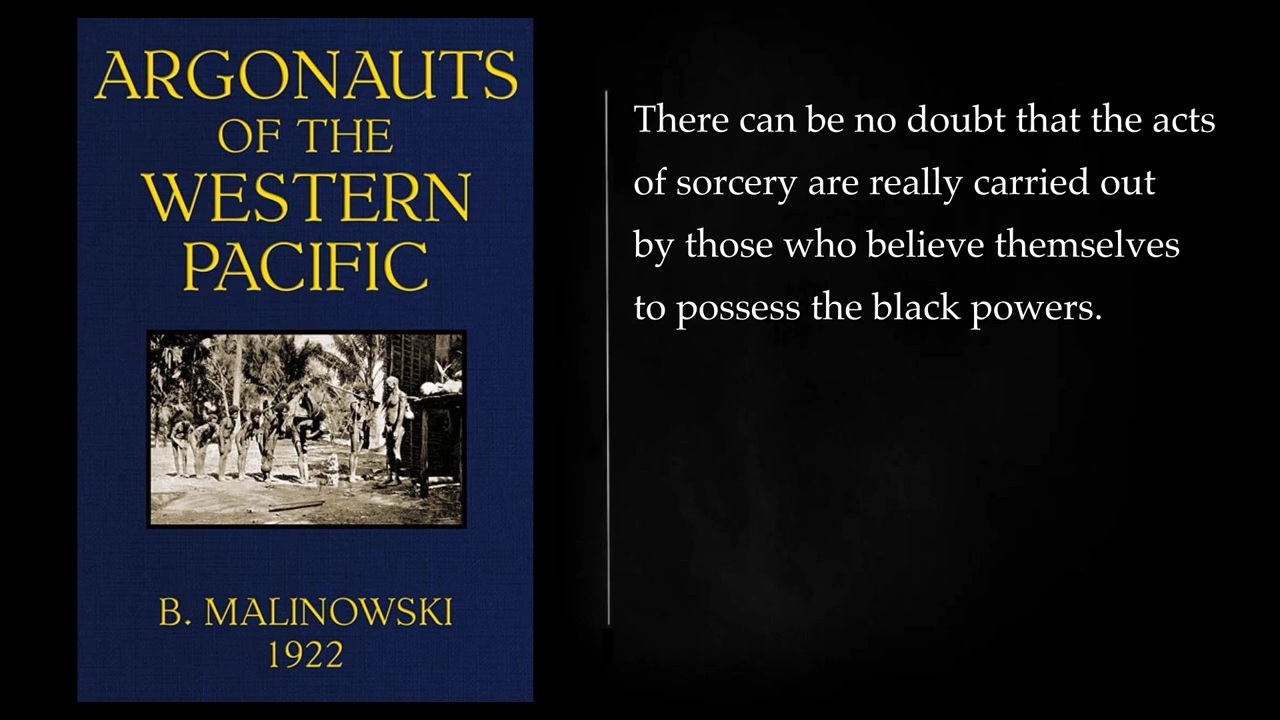 ARGONAUTS
OF THE
WESTERN
PACIFIC
B. MALINOWSKI
1922
There can be no doubt that the acts
of sorcery are really carried out
by those who believe themselves
to possess the black powers.